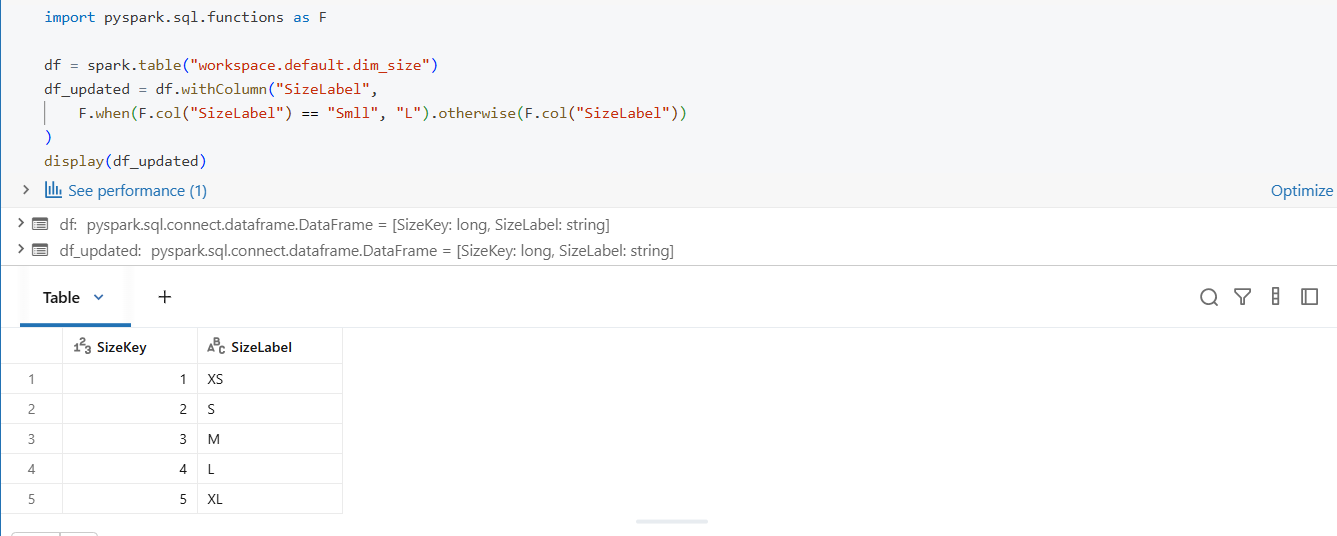 import pyspark.sql.functions as F
df = spark.table("workspace.default.dim_size")
df_updated = df.withColumn("SizeLabel",
    F.when(F.col("SizeLabel") == "Smll", "L").otherwise(F.col("SizeLabel"))
)
display(df_updated)
See performance (1) Optimize
df: pyspark.sql.connect.dataframe.DataFrame = [SizeKey: long, SizeLabel: string]
df_updated: pyspark.sql.connect.dataframe.DataFrame = [SizeKey: long, SizeLabel: string]
Table +
123 SizeKey ABC SizeLabel
1 1 XS
2 2 S
3 3 M
4 4 L
5 5 XL